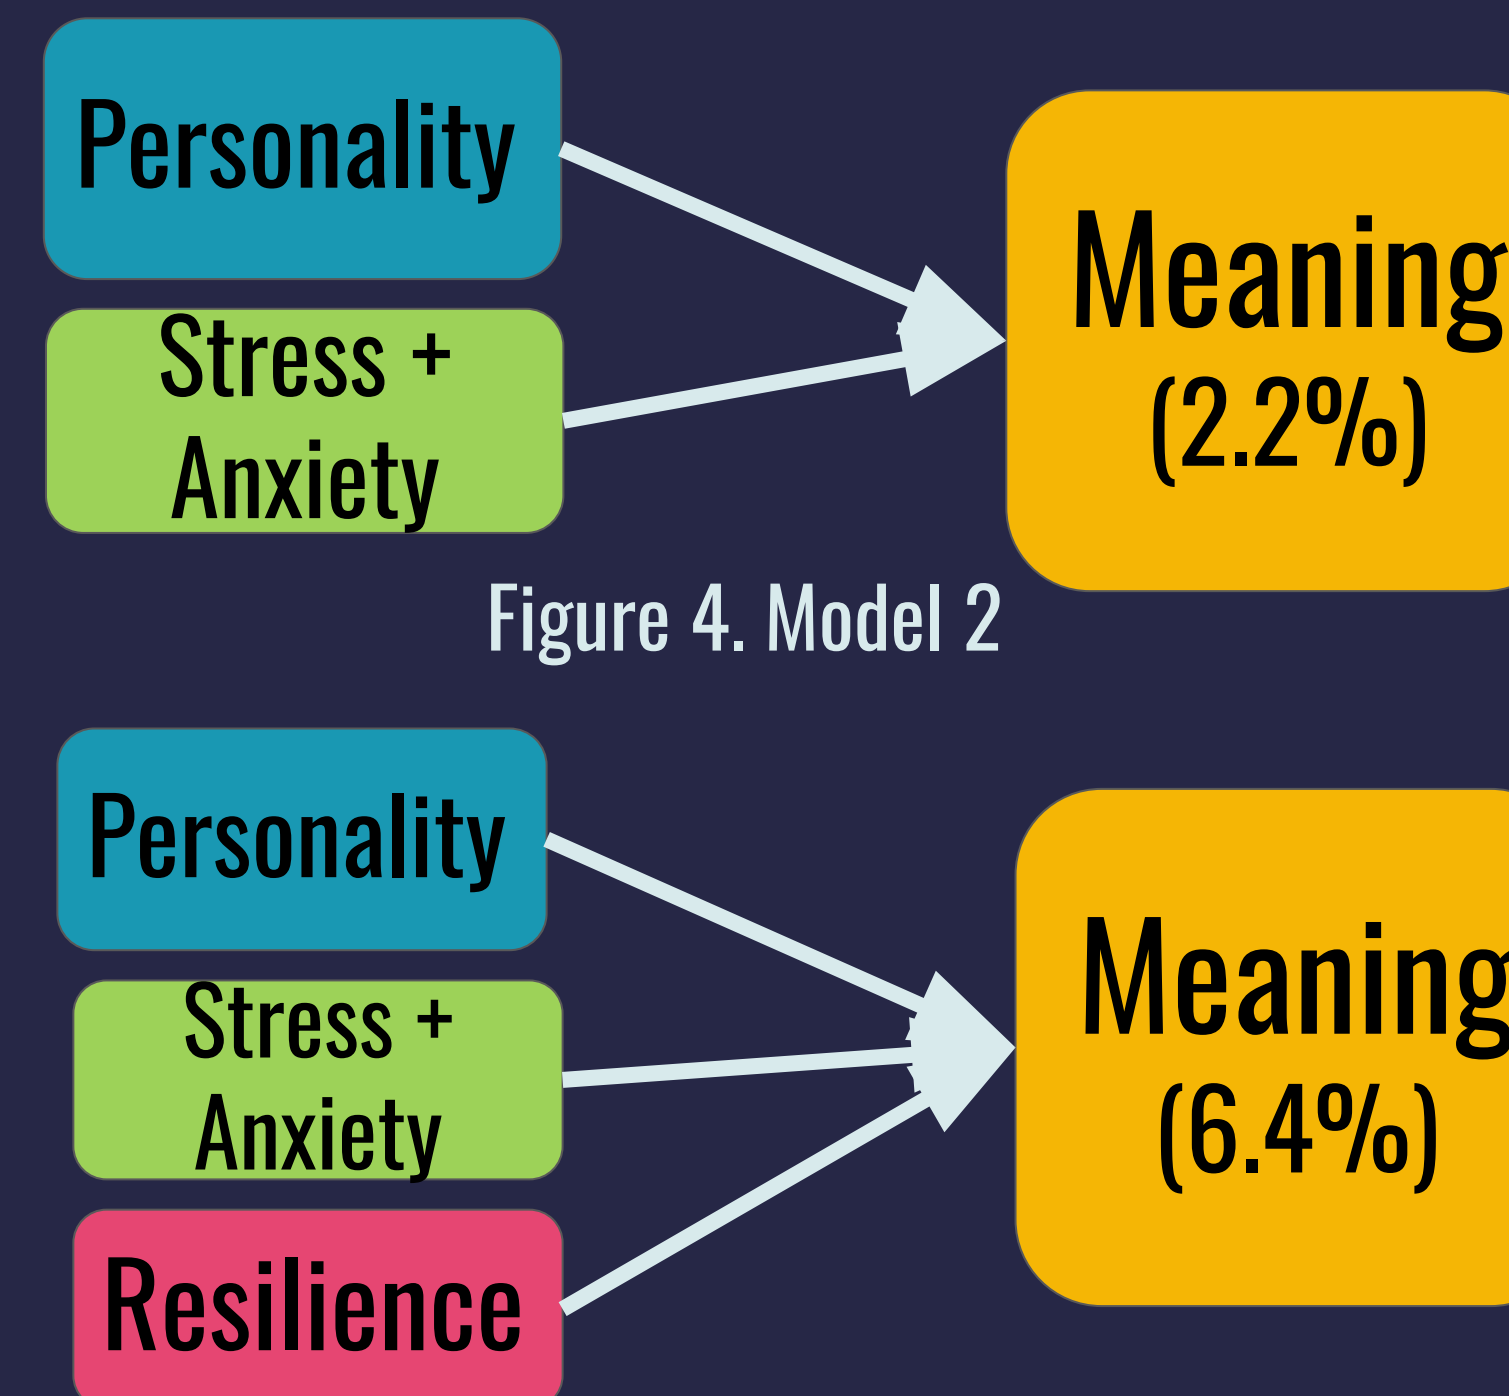 Personality
Stress +
Anxiety
Meaning
(2.2%)
Figure 4. Model 2
Personality
Stress +
Anxiety
Resilience
Meaning
(6.4%)